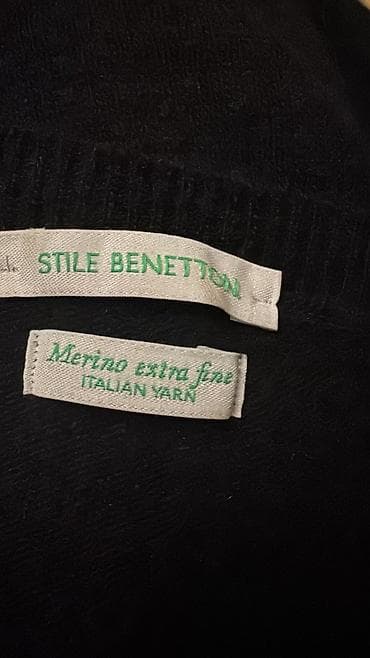 STILE BENETTON
Merino extra fine
ITALIAN YARN